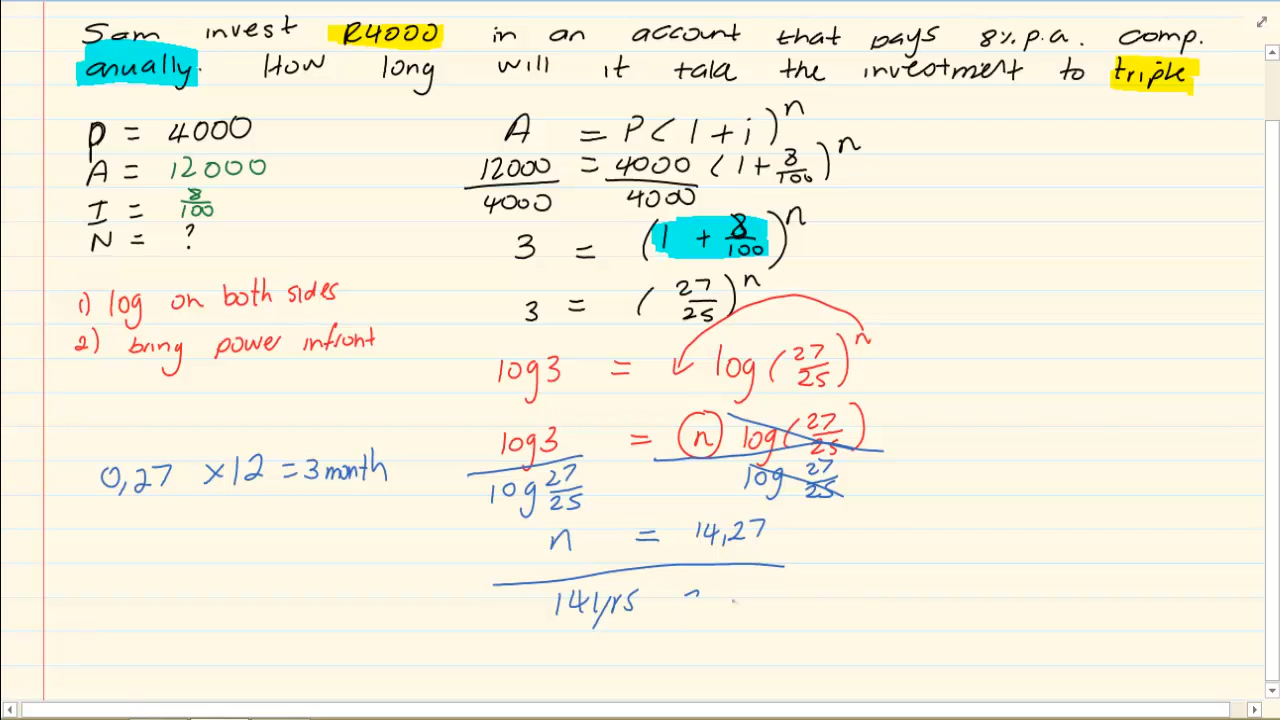 Sam invest R4000 in an account that pays 8% p.a. comp.
anually. How long will it take the investment to triple
P = 4000
A = 12000
I = 8/100
N = ?
A = P(1+i)^n
12000/4000 = 4000/4000 (1+8/100)^n
3 = (1 + 8/100)^n
3 = (27/25)^n
1) log on both sides
2) bring power infront
log3 = log(27/25)^n
log3/log 27/25 = n log(27/25)/log 27/25
0,27 ×12 = 3 month
n = 14,27
14yrs